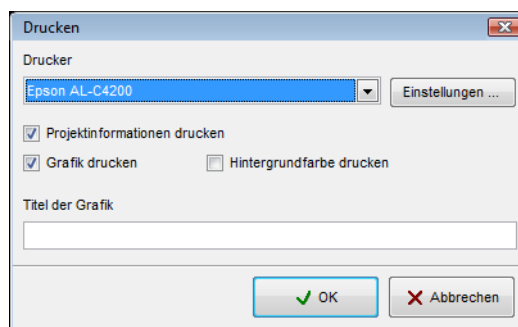 Drucken
Drucker
Epson AL-C4200
Einstellungen ...
Projektinformationen drucken
Grafik drucken
Hintergrundfarbe drucken
Titel der Grafik
OK
Abbrechen